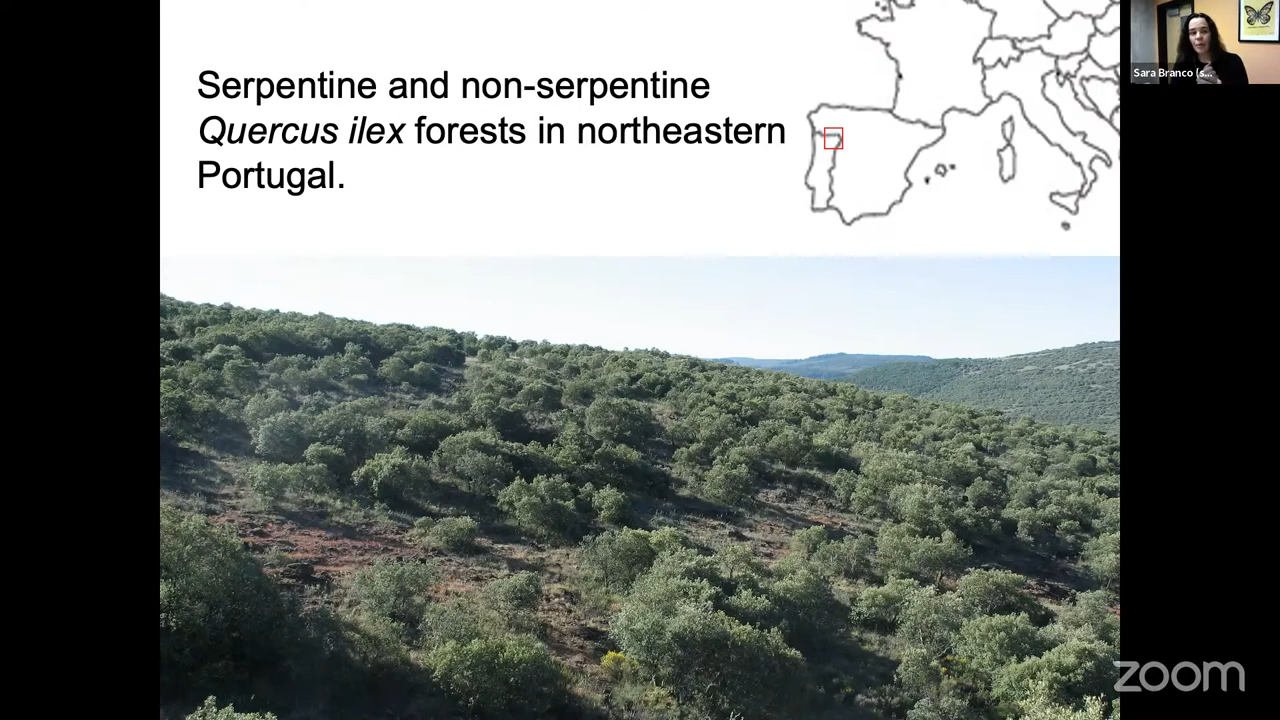 Serpentine and non-serpentine
Quercus ilex forests in northeastern
Portugal.
Sara Branco (s...
zoom